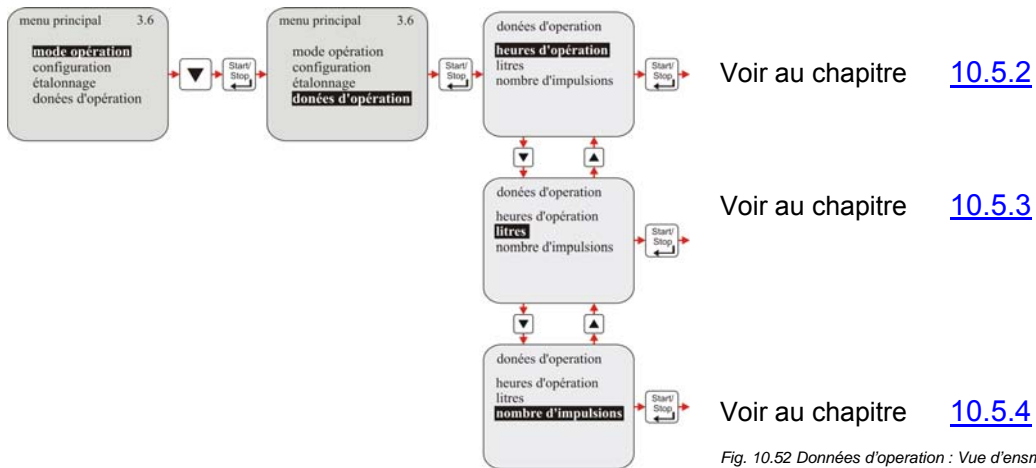 menu principal 3.6
mode opération
configuration
étalonnage
donées d'opération
Start/
Stop
menu principal 3.6
mode opération
configuration
étalonnage
donées d'opération
Start/
Stop
donées d'operation
heures d'opération
litres
nombre d'impulsions
Start/
Stop
Voir au chapitre 10.5.2
donées d'operation
heures d'opération
litres
nombre d'impulsions
Start/
Stop
Voir au chapitre 10.5.3
donées d'operation
heures d'opération
litres
nombre d'impulsions
Start/
Stop
Voir au chapitre 10.5.4
Fig. 10.52 Données d'operation : Vue d'ensm